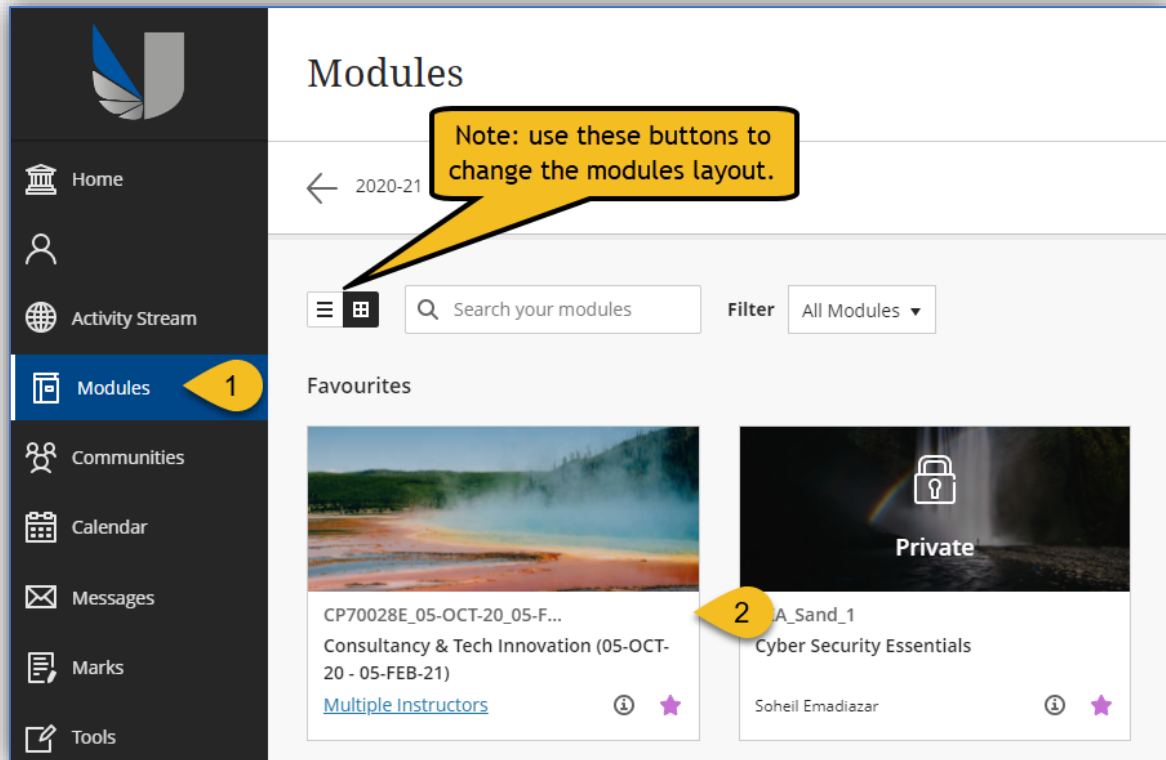 Modules
Note: use these buttons to
change the modules layout.
Home
2020-21
Activity Stream
Search your modules
Filter
All Modules
Modules
1
Favourites
Communities
Calendar
Private
Messages
CP70028E_05-OCT-20_05-F...
Consultancy & Tech Innovation (05-OCT-
20 - 05-FEB-21)
Multiple Instructors
2
A_Sand_1
Cyber Security Essentials
Soheil Emadiazar
Marks
Tools